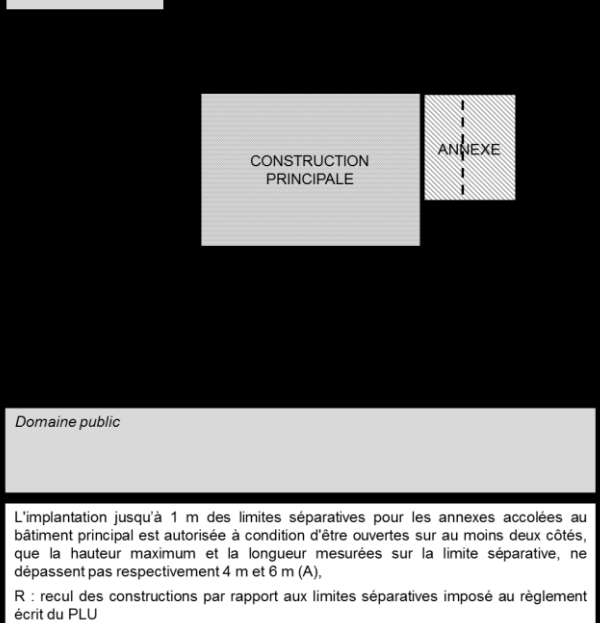 CONSTRUCTION
PRINCIPALE
ANNEXE
Domaine public
L'implantation jusqu'à 1 m des limites séparatives pour les annexes accolées au
bâtiment principal est autorisée à condition d'être ouvertes sur au moins deux côtés,
que la hauteur maximum et la longueur mesurées sur la limite séparative, ne
dépassent pas respectivement 4 m et 6 m (A),
R : recul des constructions par rapport aux limites séparatives imposé au règlement
écrit du PLU